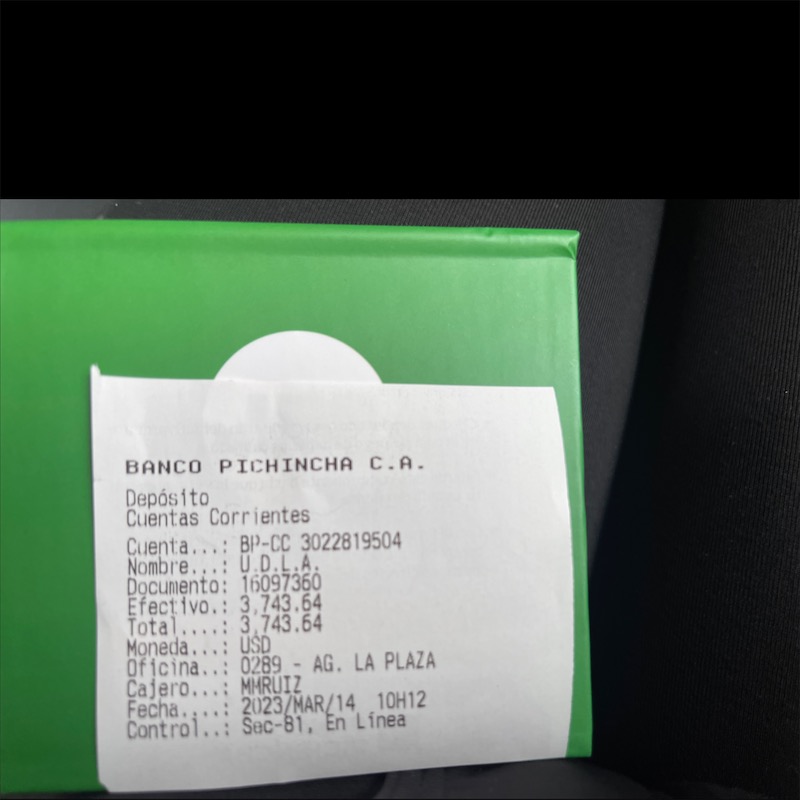 BANCO PICHINCHA C.A.
Depósito
Cuentas Corrientes
Cuenta...: BP-CC 3022819504
Nombre...: U.D.L.A.
Documento: 16097360
Efectivo.: 3,743.64
Total....: 3,743.64
Moneda...: USD
Oficina..: 0289 - AG. LA PLAZA
Cajero...: MMRUIZ
Fecha....: 2023/MAR/14 10H12
Control..: Sec-81, En Línea